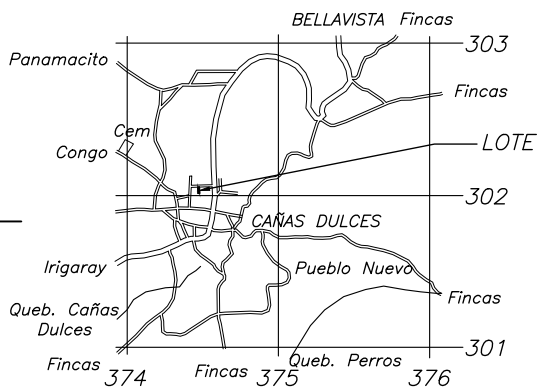 BELLAVISTA Fincas
303
Panamacito
Fincas
Cem
Congo
LOTE
302
CAÑAS DULCES
Irigaray
Pueblo Nuevo
Fincas
Queb. Cañas
Dulces
301
Fincas
Fincas
Queb. Perros
374
375
376